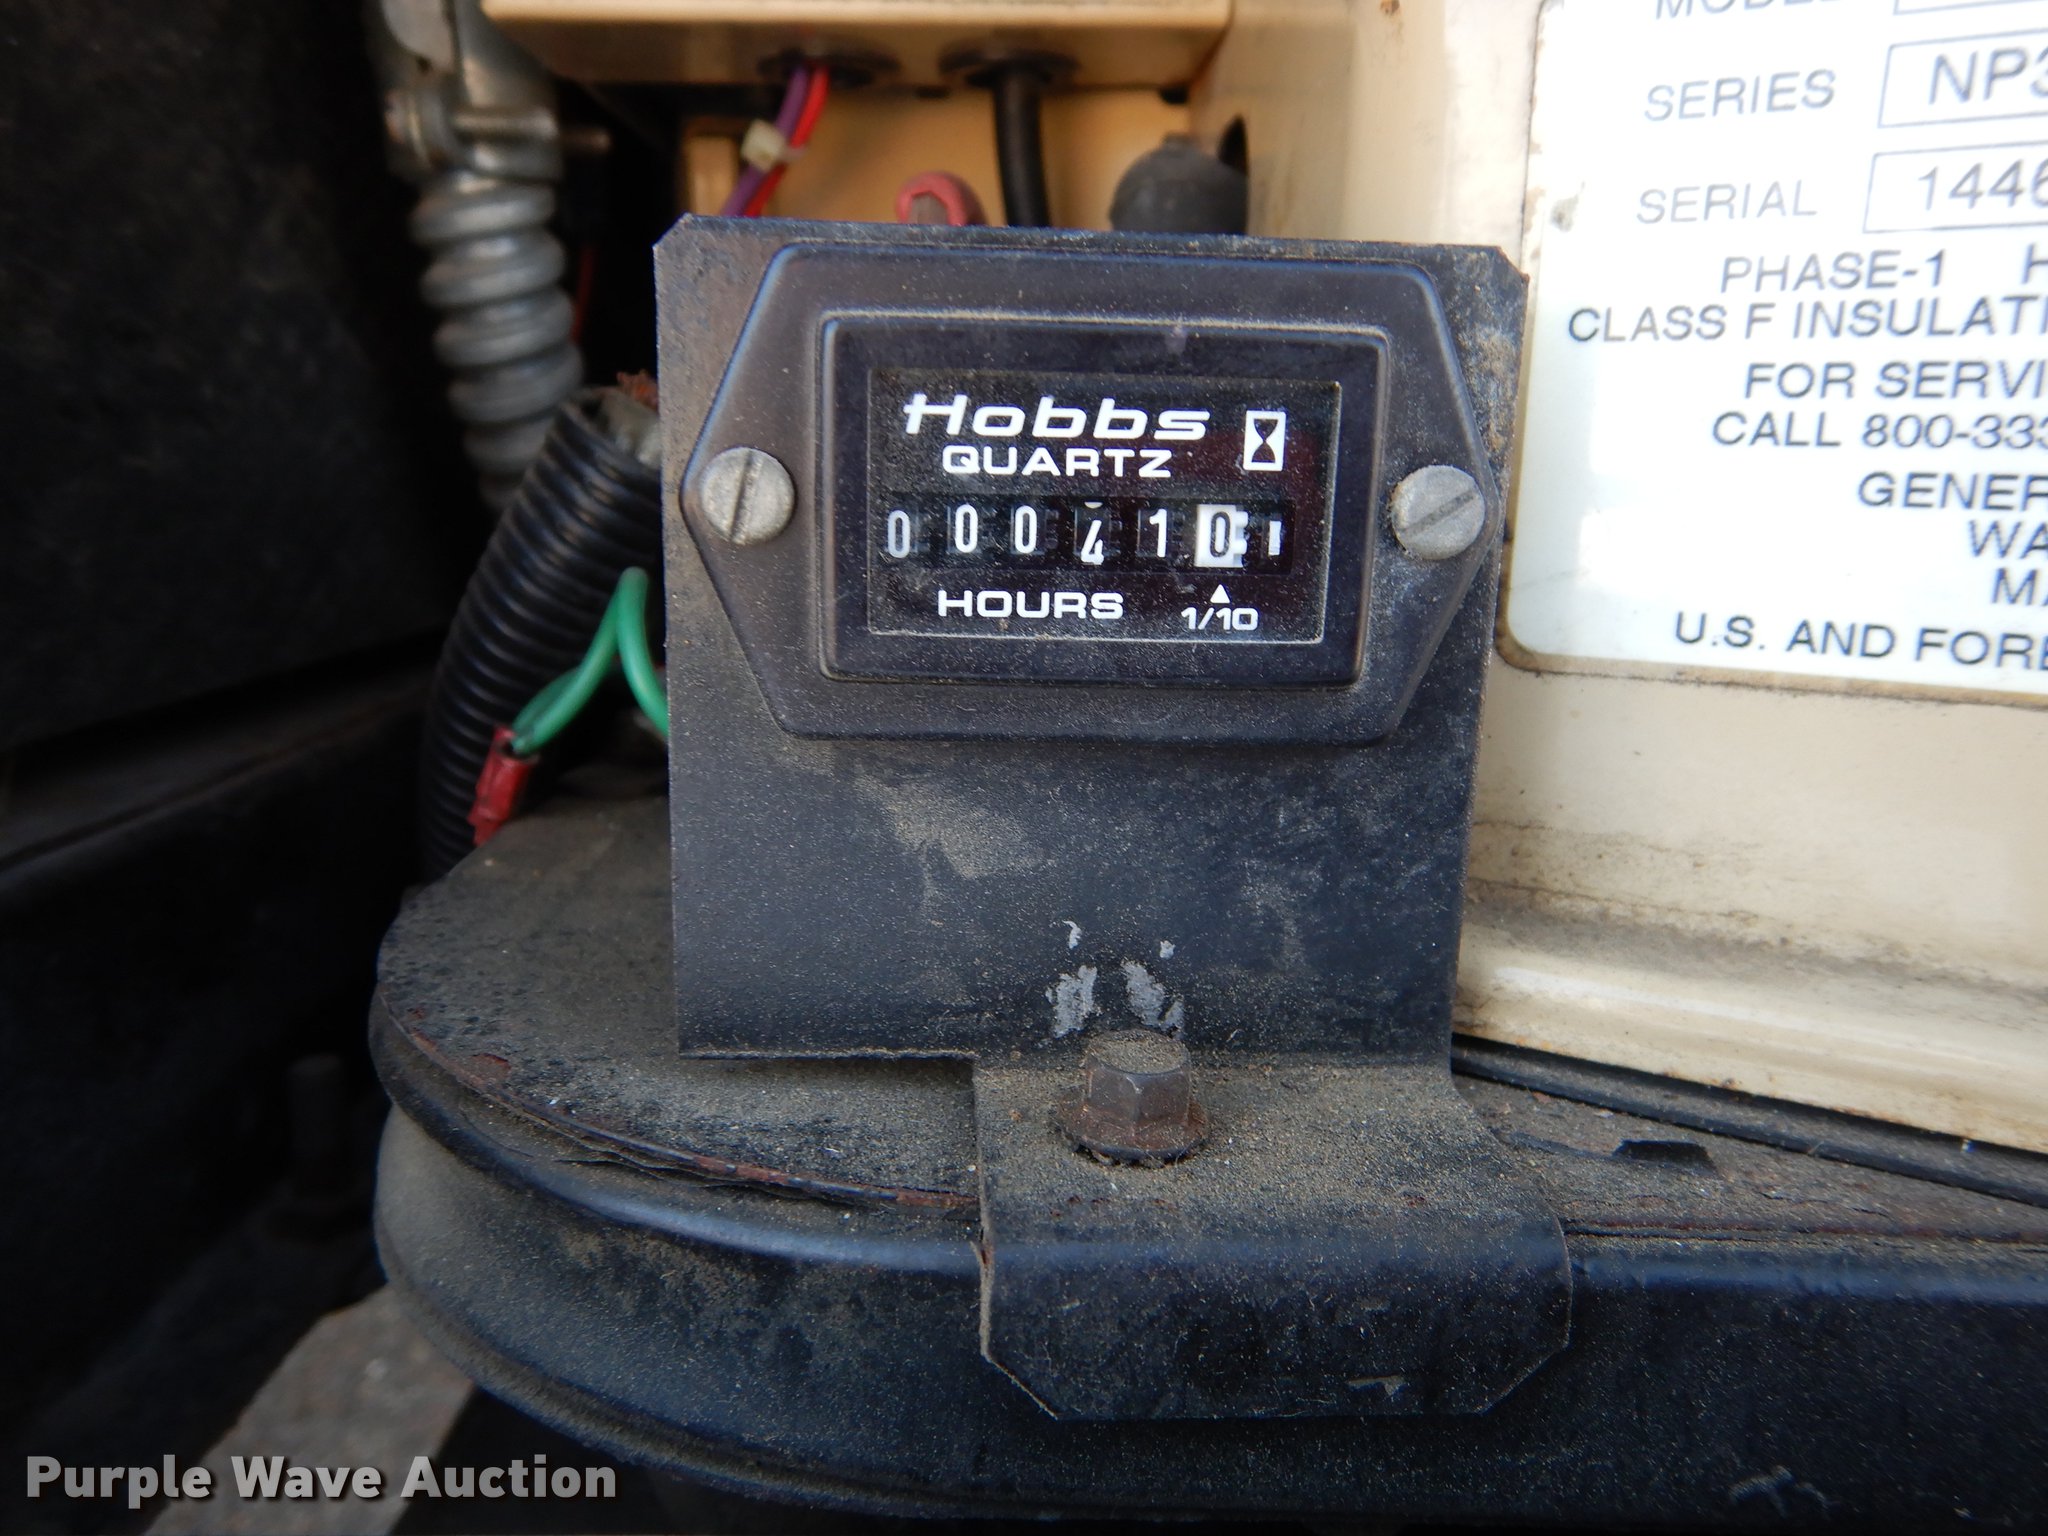 Hobbs
QUARTZ
0 0 0 4 1 0
HOURS 1/10
SERIES NP3
SERIAL 1446
PHASE-1 H
CLASS F INSULATI
FOR SERVI
CALL 800-333
GENER
WA
MA
U.S. AND FORE
Purple Wave Auction